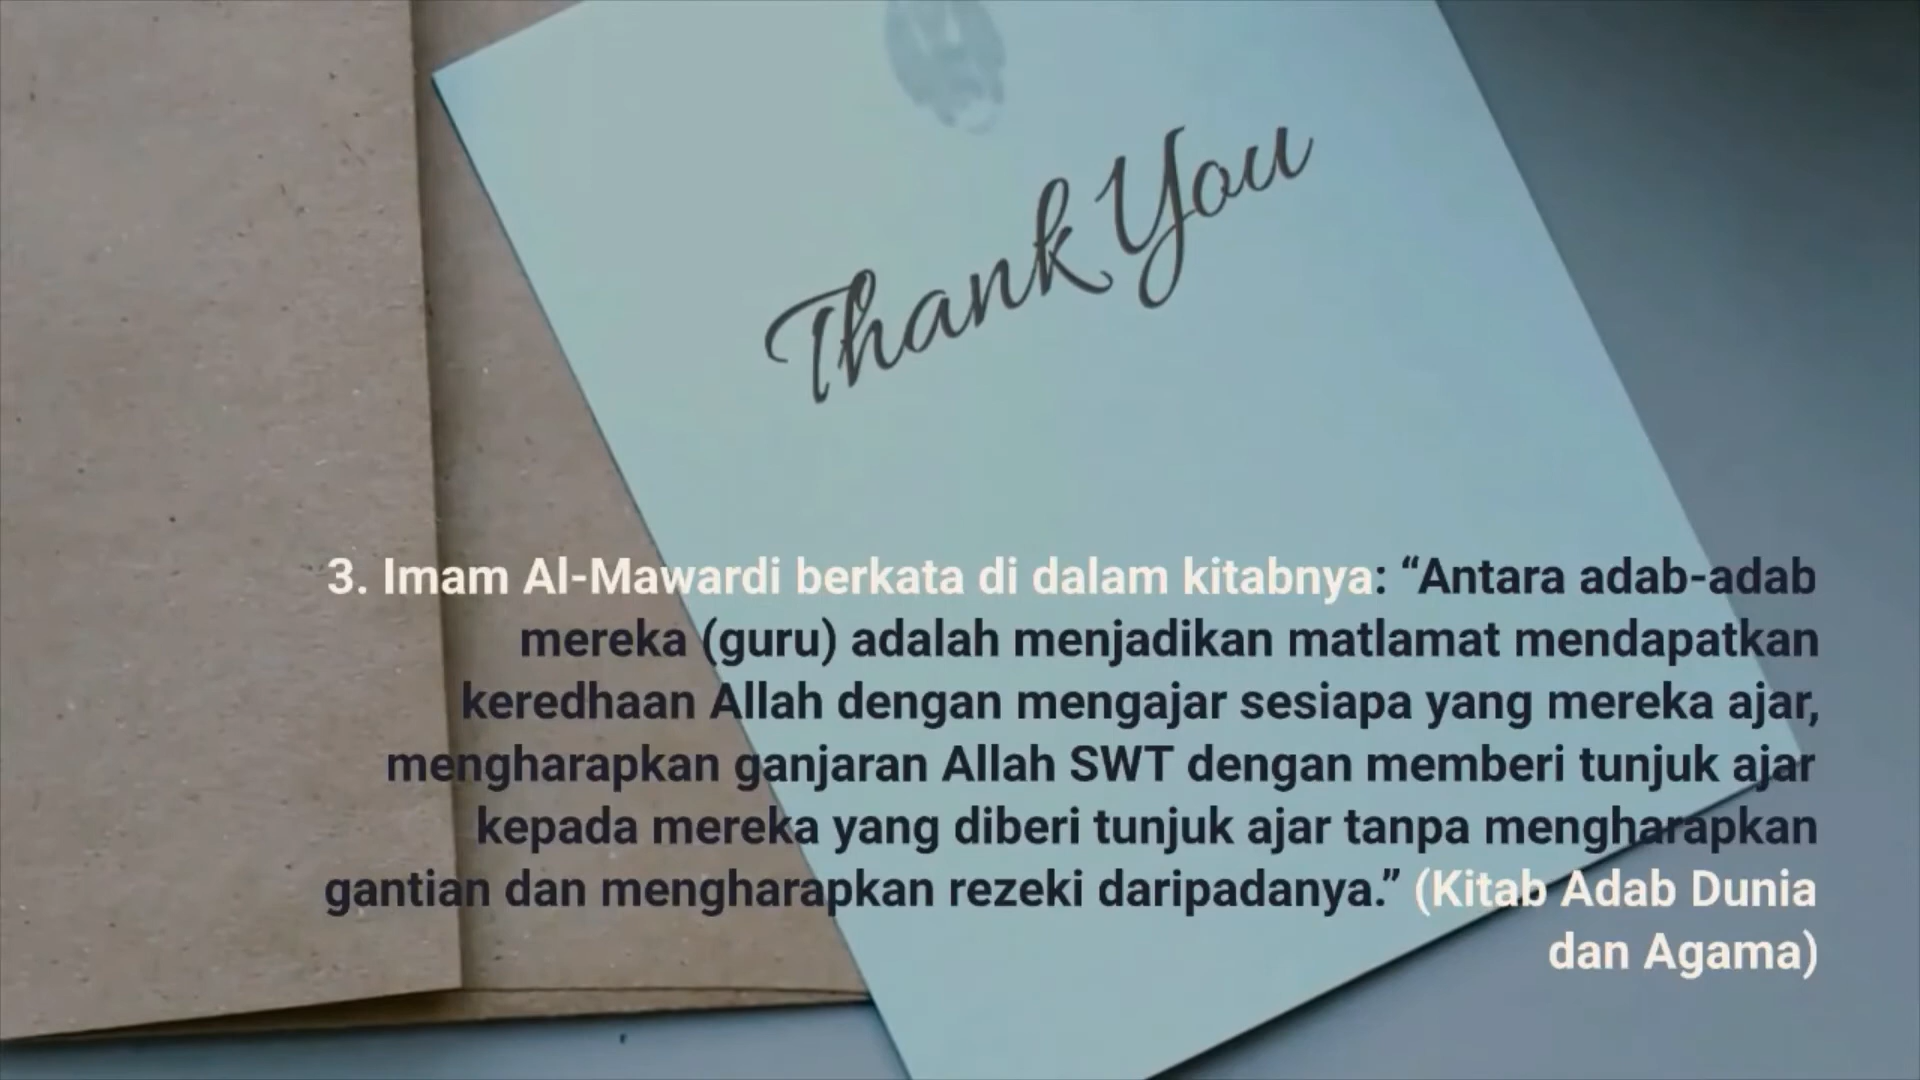 Thank You
3. Imam Al-Mawardi berkata di dalam kitabnya: “Antara adab-adab
mereka (guru) adalah menjadikan matlamat mendapatkan
keredhaan Allah dengan mengajar sesiapa yang mereka ajar,
mengharapkan ganjaran Allah SWT dengan memberi tunjuk ajar
kepada mereka yang diberi tunjuk ajar tanpa mengharapkan
gantian dan mengharapkan rezeki daripadanya.” (Kitab Adab Dunia
dan Agama)